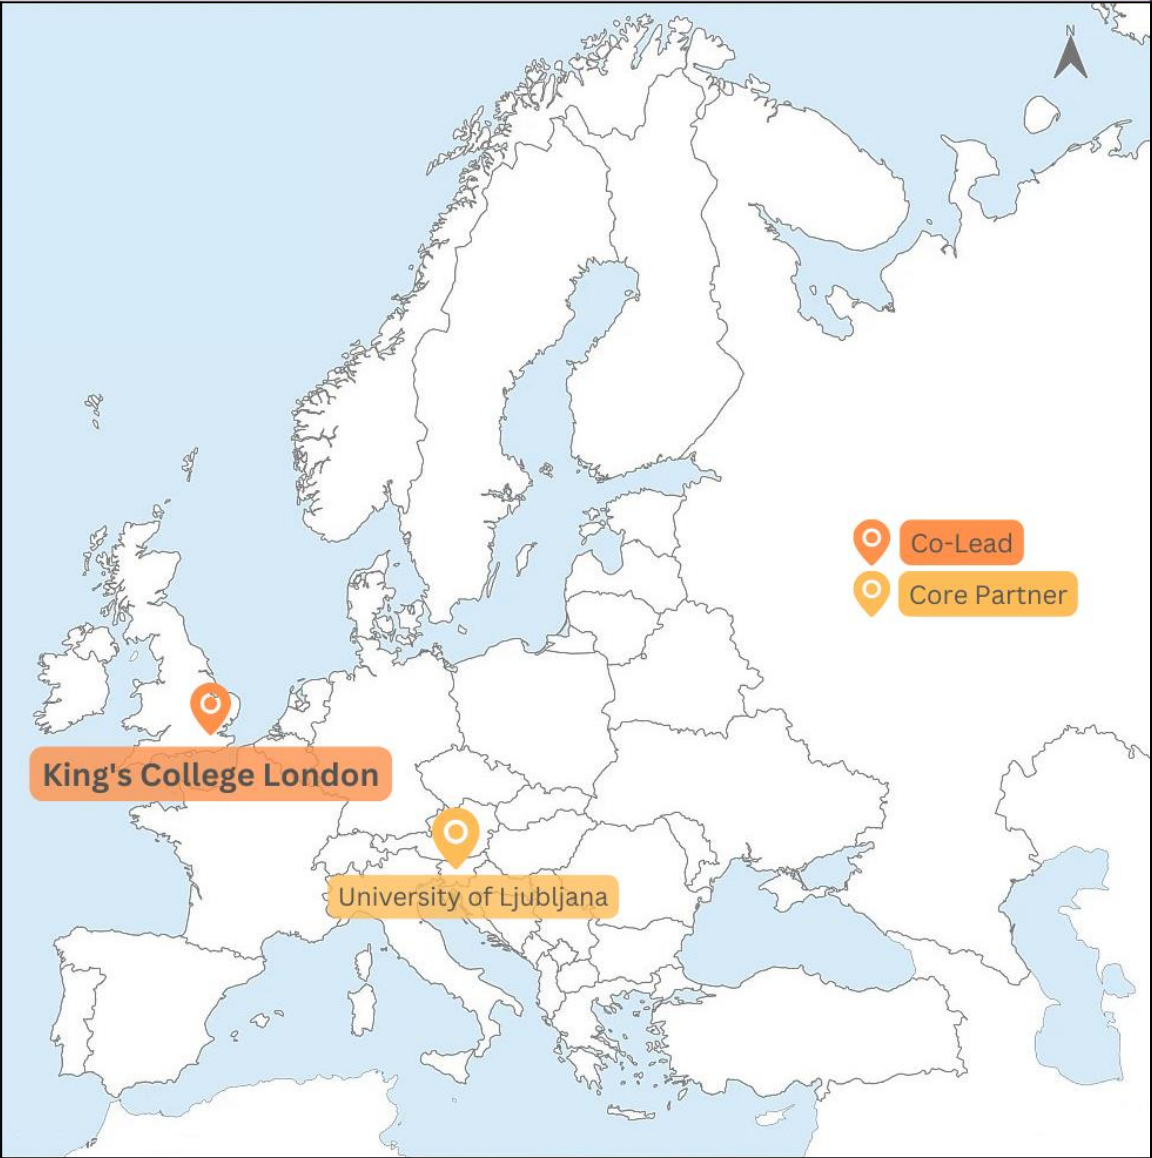 N
Co-Lead
Core Partner
King's College London
University of Ljubljana